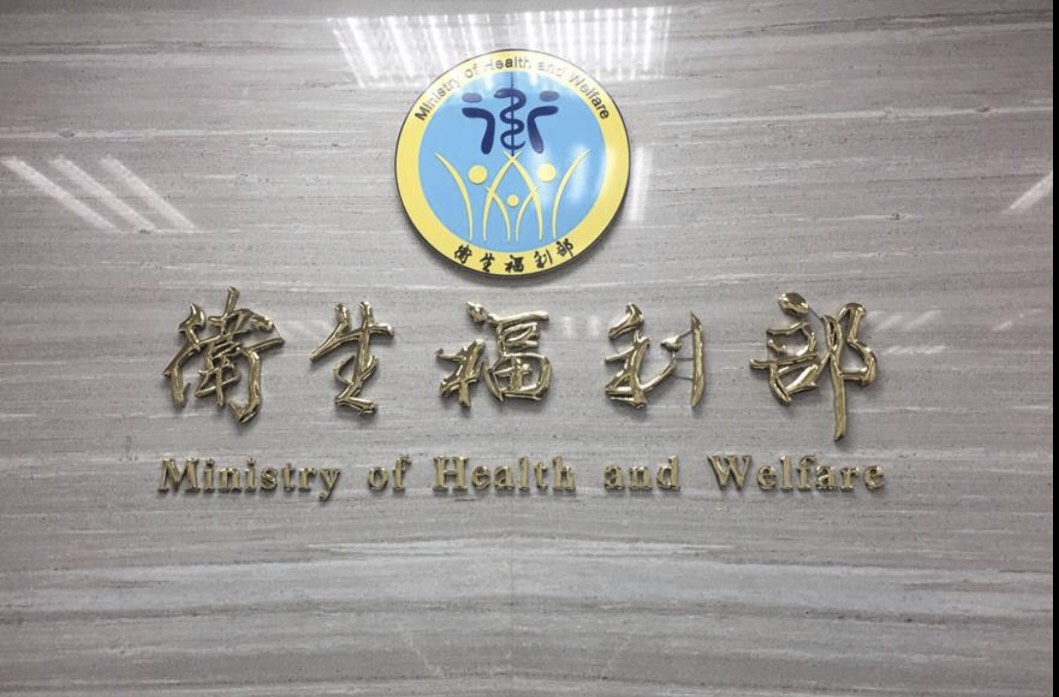 Ministry of Health and Welfare
衛生福利部
衛生福利部
Ministry of Health and Welfare